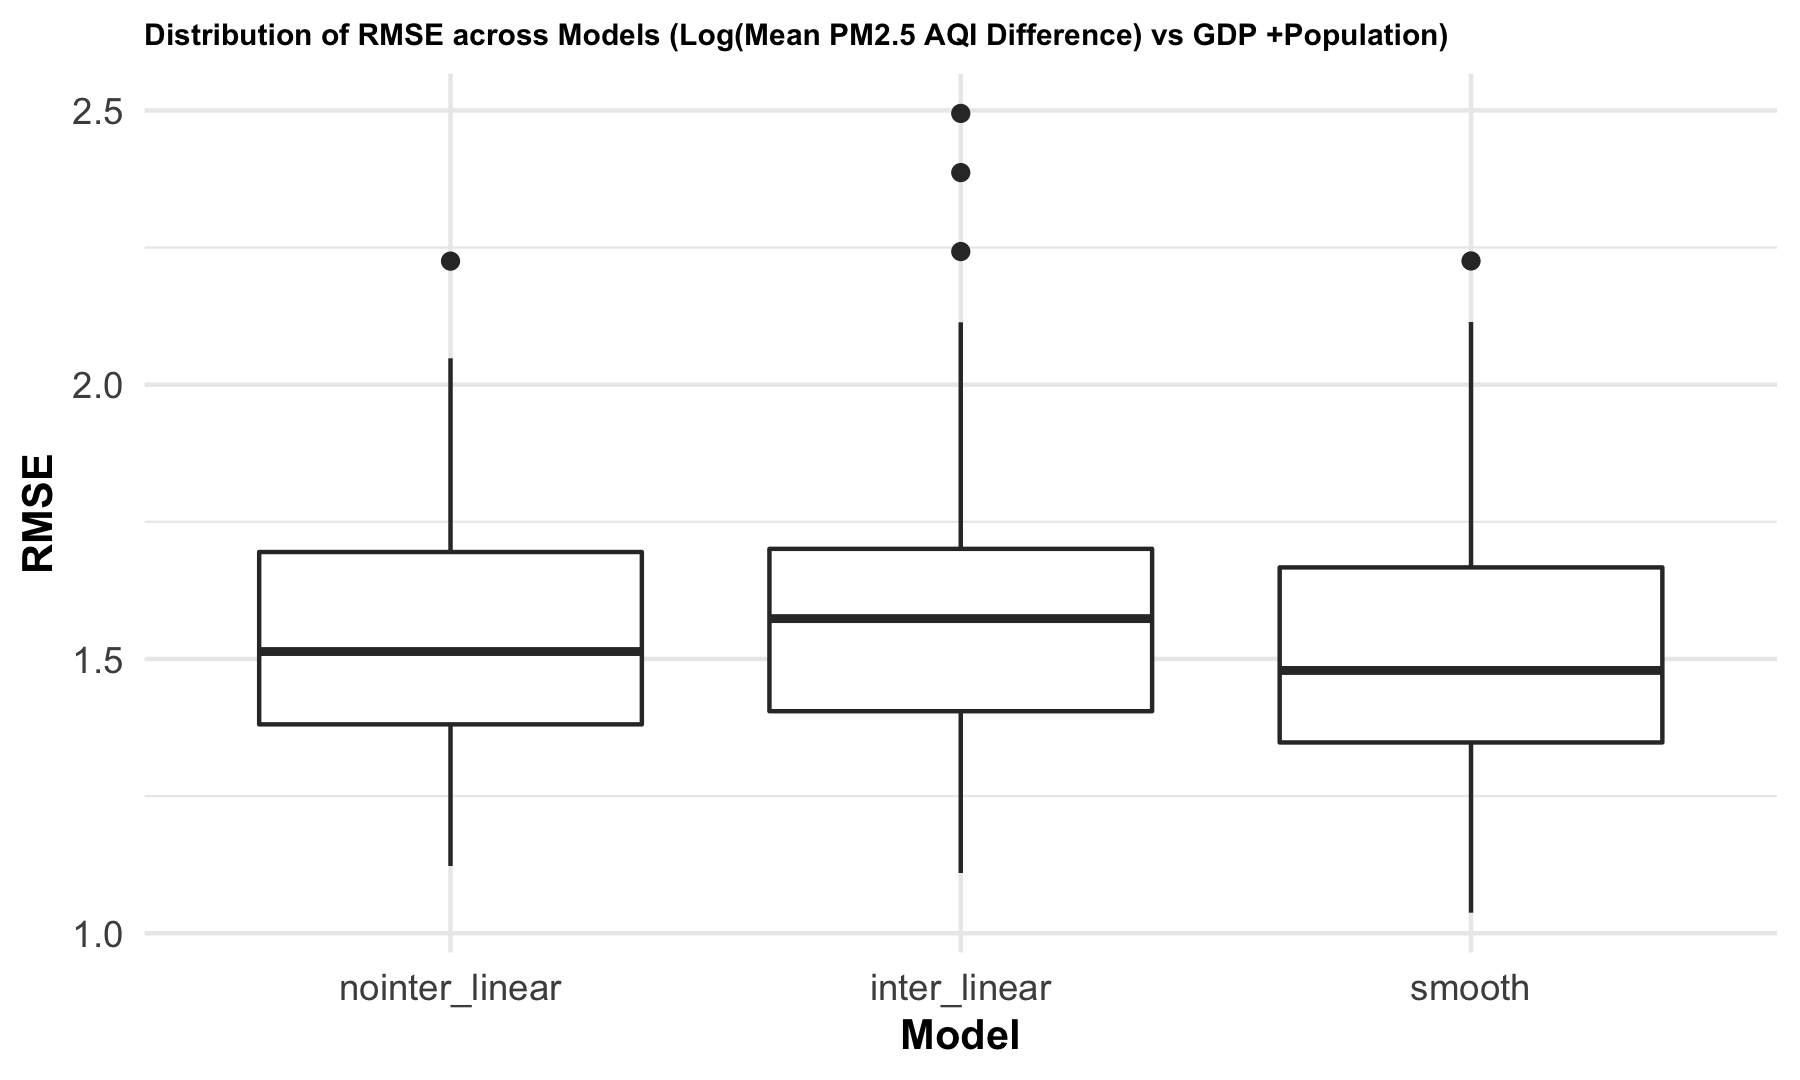 Distribution of RMSE across Models (Log(Mean PM2.5 AQI Difference) vs GDP +Population)
2.5
2.0
1.5
1.0
RMSE
nointer_linear
inter_linear
smooth
Model